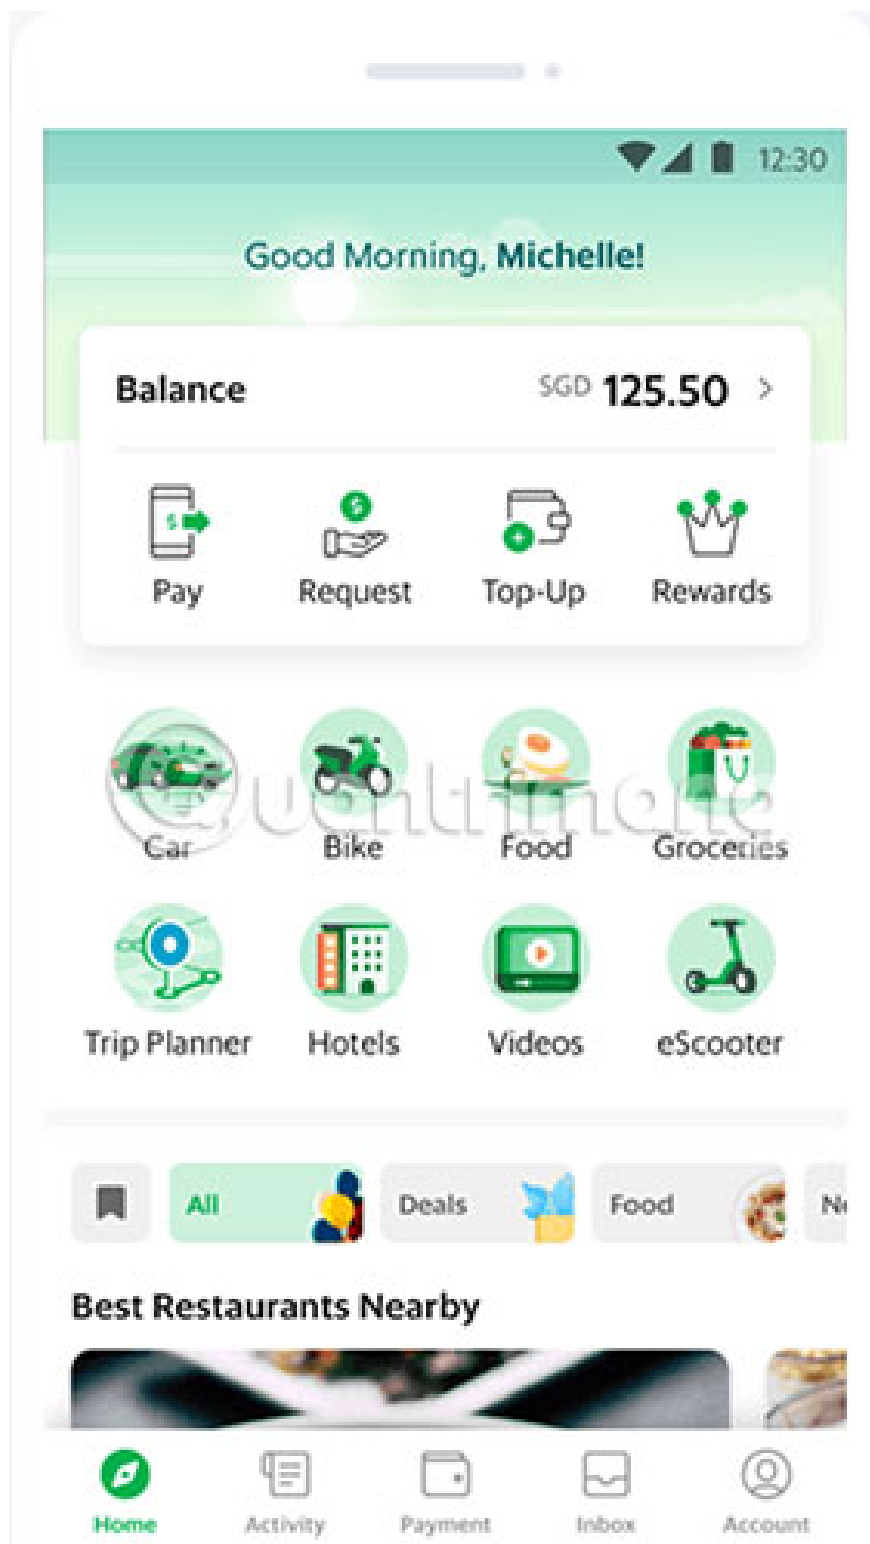 12:30
Good Morning, Michelle!
Balance SGD 125.50
Pay Request Top-Up Rewards
Quantrimang
Car Bike Food Groceries
Trip Planner Hotels Videos eScooter
All Deals Food
Best Restaurants Nearby
Home Activity Payment Inbox Account